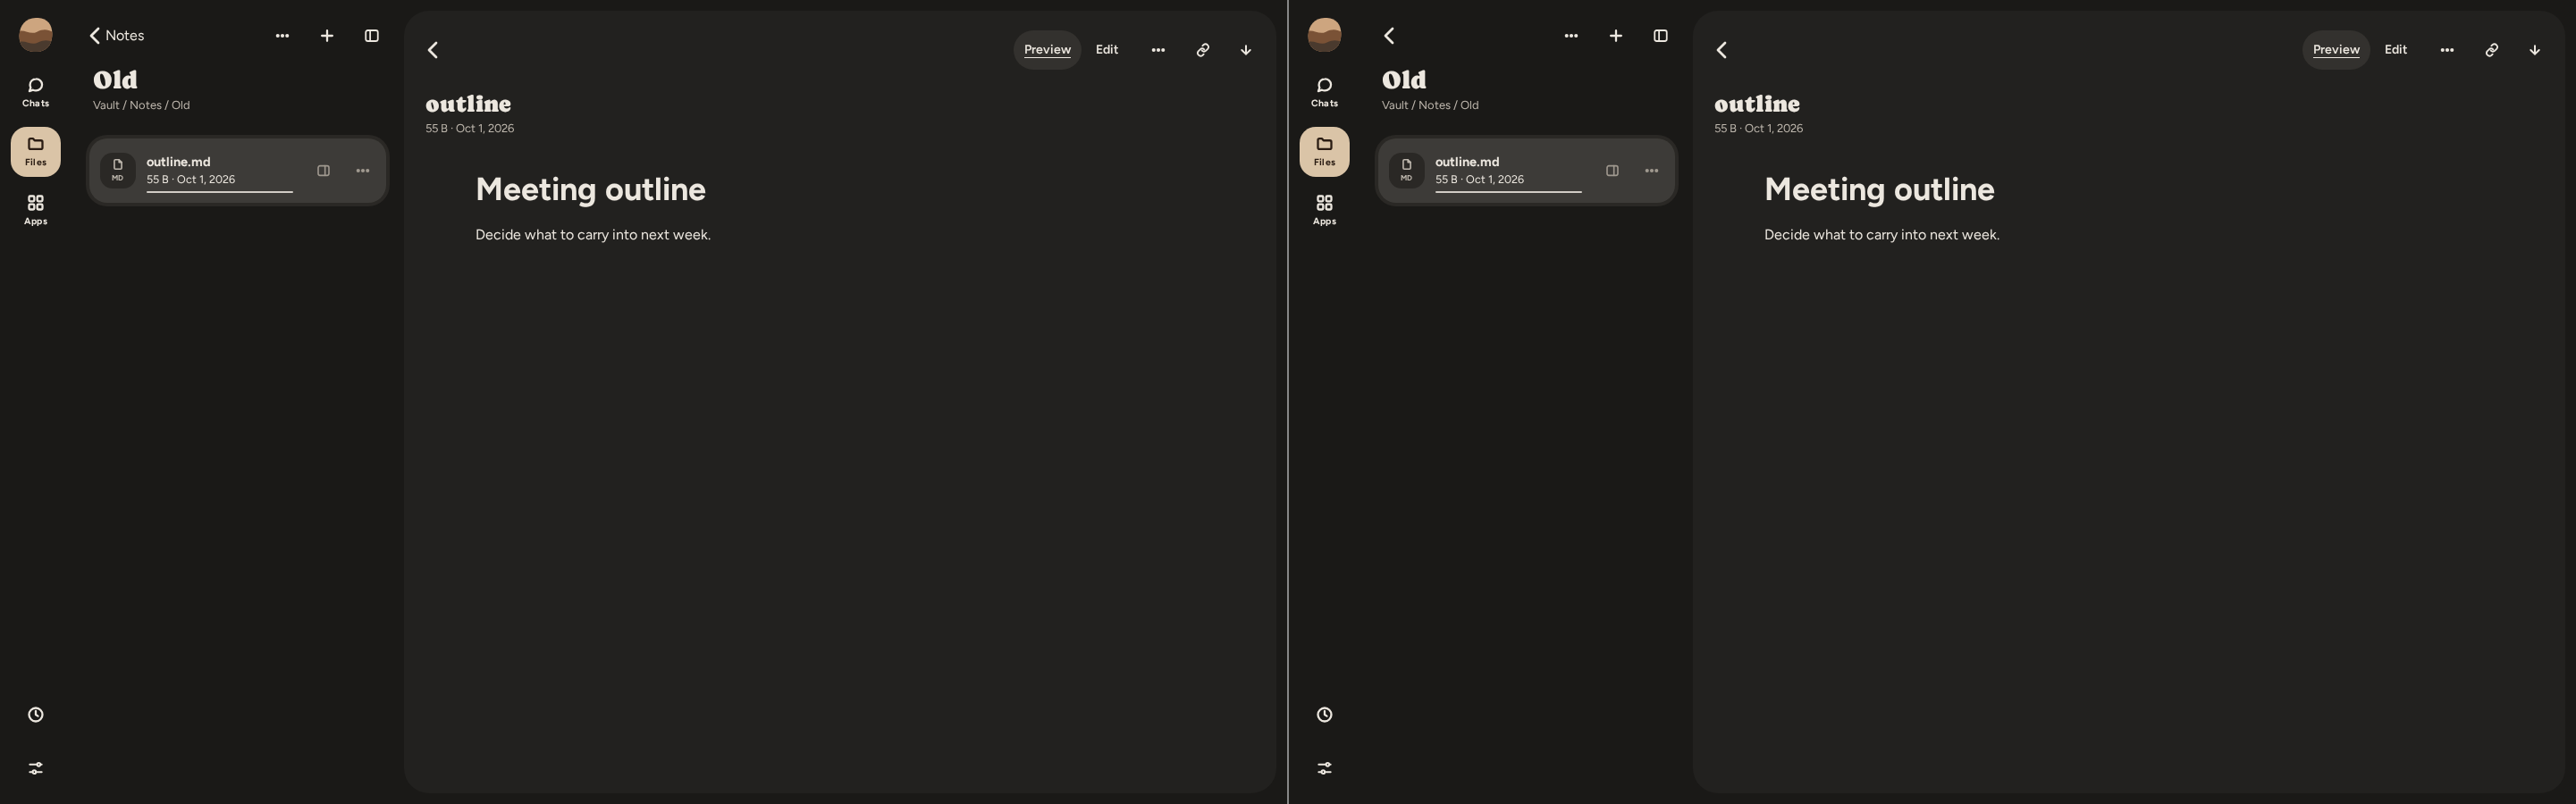 Notes
Old
Vault / Notes / Old
Chats
Files
Apps
MD
outline.md
55 B · Oct 1, 2026
Preview
Edit
outline
55 B · Oct 1, 2026
Meeting outline
Decide what to carry into next week.
Old
Vault / Notes / Old
Chats
Files
Apps
MD
outline.md
55 B · Oct 1, 2026
Preview
Edit
outline
55 B · Oct 1, 2026
Meeting outline
Decide what to carry into next week.